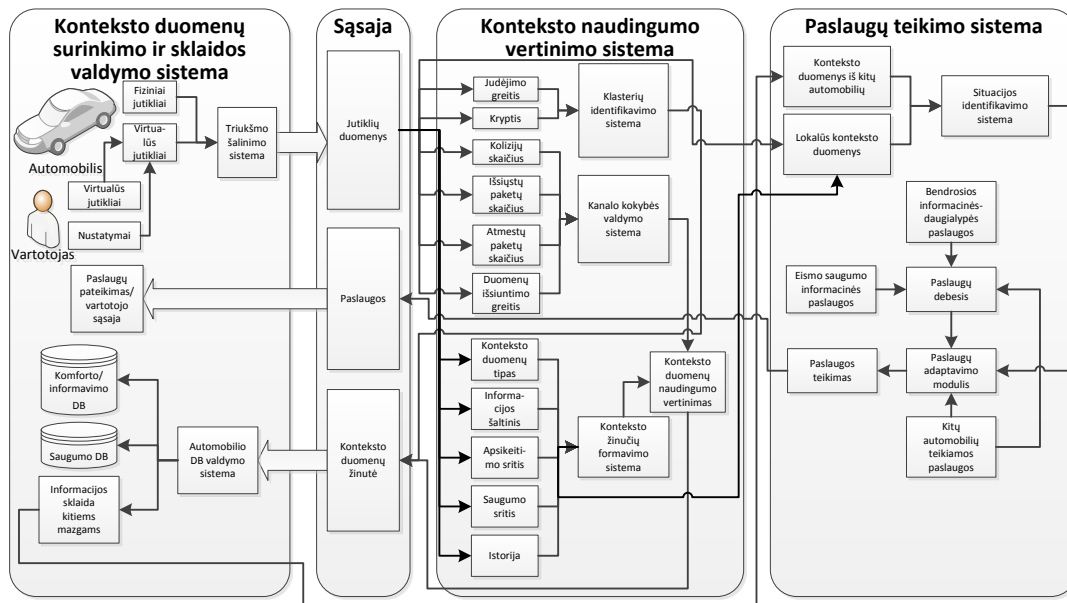 Konteksto duomenų
surinkimo ir sklaidos
valdymo sistema
Fiziniai
jutikliai
Virtua-
lūs
jutikliai
Triukšmo
šalinimo
sistema
Automobilis
Virtualūs
jutikliai
Nustatymai
Vartotojas
Paslaugų
pateikimas/
vartotojo
sąsaja
Komforto/
informavimo
DB
Saugumo DB
Informacijos
sklaida
kitiems
mazgams
Automobilio
DB valdymo
sistema
Sąsaja
Jutiklių
duomenys
Paslaugos
Konteksto
duomenų
žinutė
Konteksto naudingumo
vertinimo sistema
Judėjimo
greitis
Kryptis
Kolizijų
skaičius
Išsiųstų
paketų
skaičius
Atmestų
paketų
skaičius
Duomenų
išsiuntimo
greitis
Klasterių
identifikavimo
sistema
Kanalo kokybės
valdymo
sistema
Konteksto
duomenų
tipas
Informa-
cijos
šaltinis
Apsikeiti-
mo sritis
Saugumo
sritis
Istorija
Konteksto
duomenų
naudingumo
vertinimas
Konteksto
žinučių
formavimo
sistema
Paslaugų teikimo sistema
Konteksto
duomenys iš kitų
automobilių
Lokalūs konteksto
duomenys
Situacijos
identifikavimo
sistema
Bendrosios
informacinės-
daugialypės
paslaugos
Eismo saugumo
informacinės
paslaugos
Paslaugų
debesis
Paslaugos
teikimas
Paslaugų
adaptavimo
modulis
Kitų
automobilių
teikiamos
paslaugos